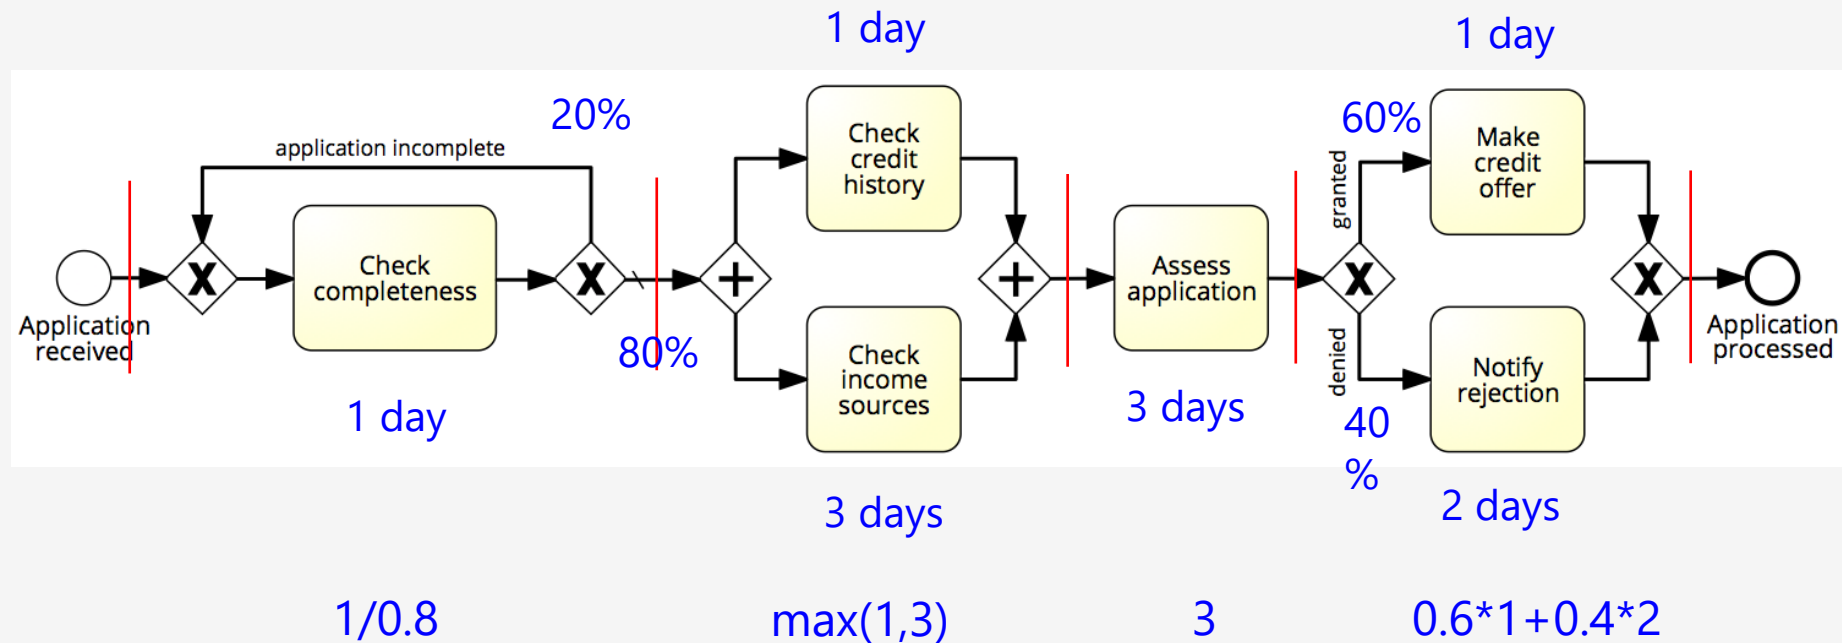 1 day
1 day
20%
60%
application incomplete
Check
credit
history
Make
credit
offer
granted
X
Check
completeness
X
+
+
Assess
application
X
X
Application
received
80%
Check
income
sources
denied
Notify
rejection
Application
processed
1 day
3 days
40
%
3 days
2 days
1/0.8
max(1,3)
3
0.6*1+0.4*2